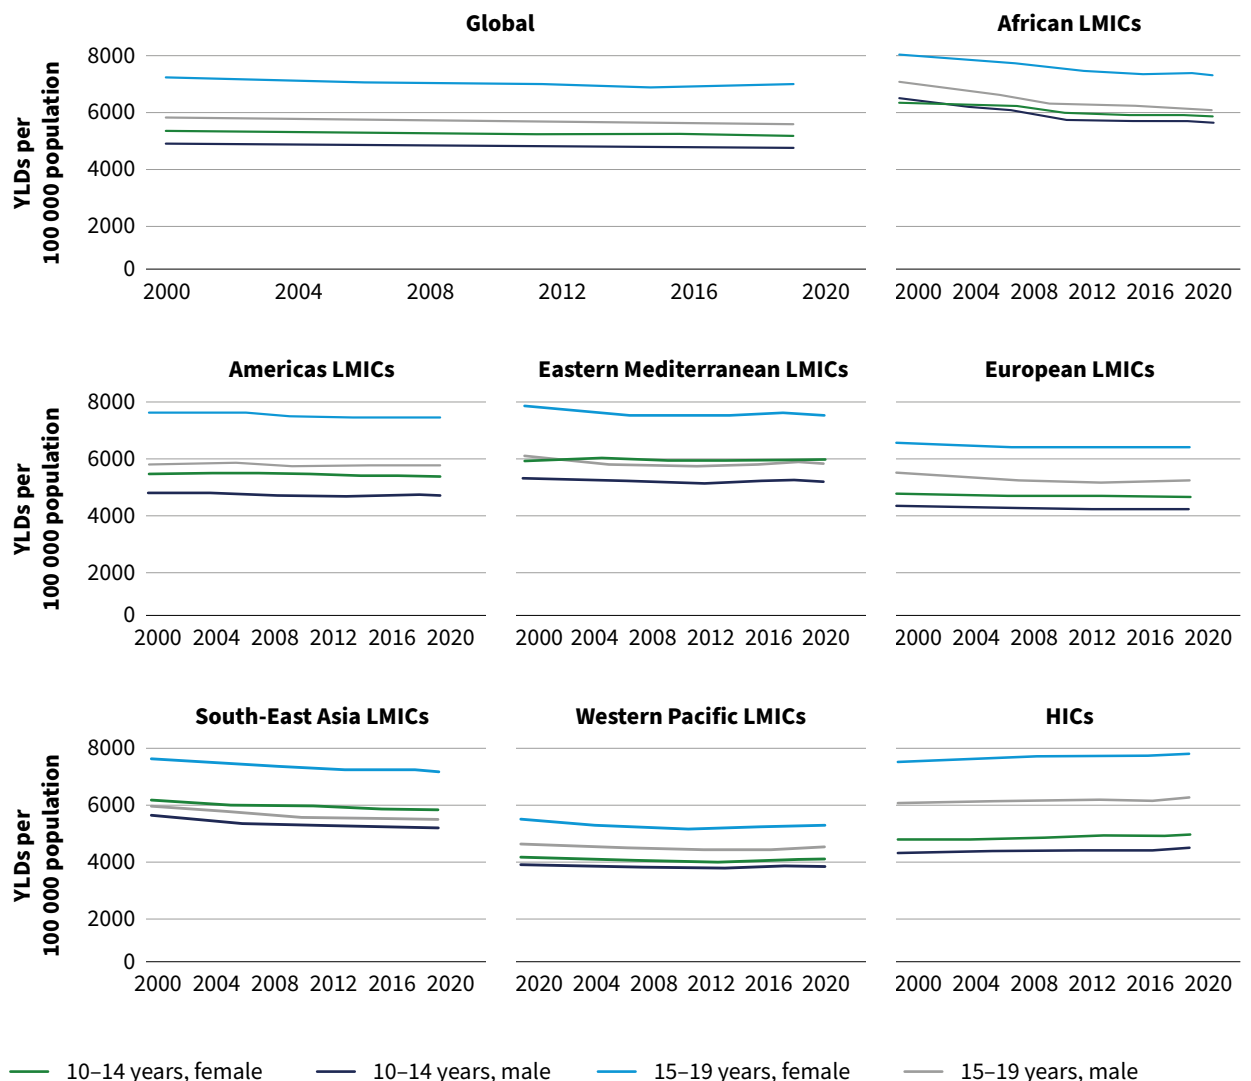 Global
African LMICs
YLDs per
100 000 population
8000
6000
4000
2000
0
2000 2004 2008 2012 2016 2020
2000 2004 2008 2012 2016 2020
Americas LMICs
Eastern Mediterranean LMICs
European LMICs
YLDs per
100 000 population
8000
6000
4000
2000
0
2000 2004 2008 2012 2016 2020
2000 2004 2008 2012 2016 2020
2000 2004 2008 2012 2016 2020
South-East Asia LMICs
Western Pacific LMICs
HICs
YLDs per
100 000 population
8000
6000
4000
2000
0
2000 2004 2008 2012 2016 2020
2020 2004 2008 2012 2016 2020
2000 2004 2008 2012 2016 2020
10–14 years, female
10–14 years, male
15–19 years, female
15–19 years, male